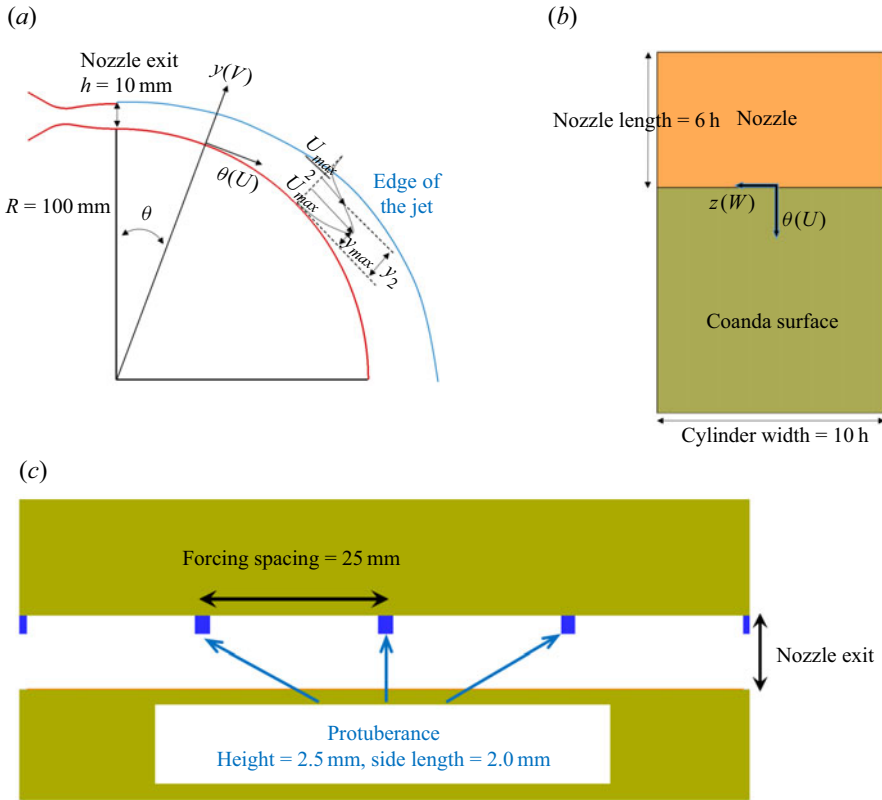 (a)
Nozzle exit
h = 10 mm
y(V)
U_max
2
θ(U)
U_max
Edge of
the jet
R = 100 mm
θ
y_max
y_2
(b)
Nozzle length = 6 h
Nozzle
z(W)
θ(U)
Coanda surface
Cylinder width = 10 h
(c)
Forcing spacing = 25 mm
Nozzle exit
Protuberance
Height = 2.5 mm, side length = 2.0 mm